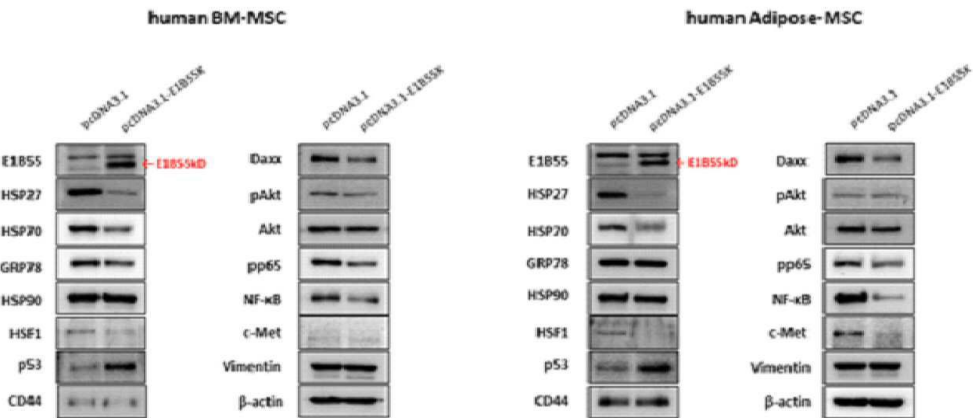 human BM-MSC
pcDNA3.1
pcDNA3.1-E1B55K
E1B55
E1B55kD
HSP27
HSP70
GRP78
HSP90
HSF1
p53
CD44
pcDNA3.1
pcDNA3.1-E1B55K
Daxx
pAkt
Akt
pp65
NF-κB
c-Met
Vimentin
β-actin
human Adipose-MSC
pcDNA3.1
pcDNA3.1-E1B55K
E1B55
E1B55kD
HSP27
HSP70
GRP78
HSP90
HSF1
p53
CD44
pcDNA3.1
pcDNA3.1-E1B55K
Daxx
pAkt
Akt
pp65
NF-κB
c-Met
Vimentin
β-actin